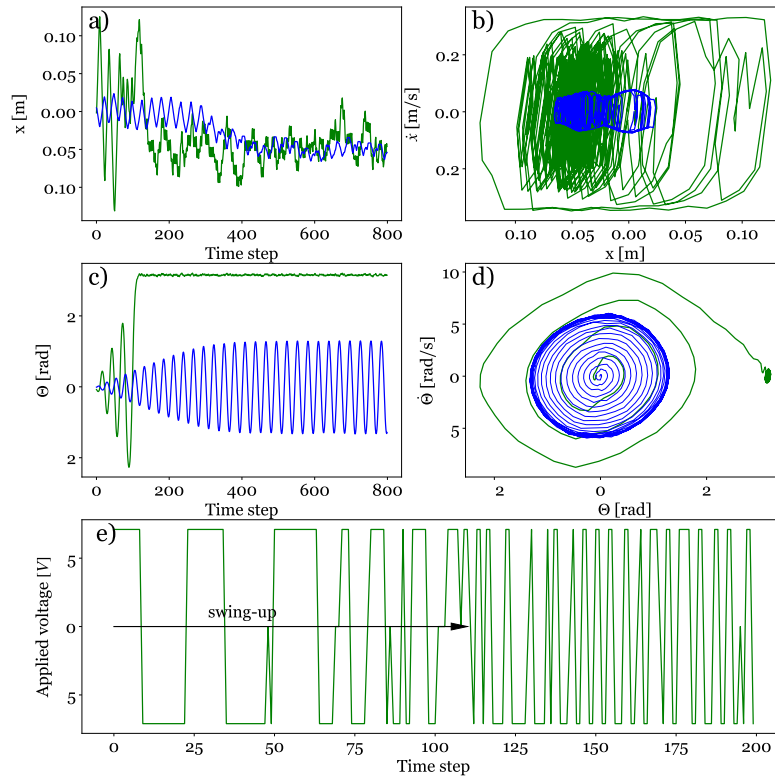 a)
0.10
0.05
0.00
0.05
0.10
x [m]
0 200 400 600 800
Time step
b)
0.2
0.0
0.2
ẋ [m/s]
0.10 0.05 0.00 0.05 0.10
x [m]
c)
2
0
2
Θ [rad]
0 200 400 600 800
Time step
d)
10
5
0
5
Θ̇ [rad/s]
2 0 2
Θ [rad]
e)
5
0
5
Applied voltage [V]
swing-up
0 25 50 75 100 125 150 175 200
Time step